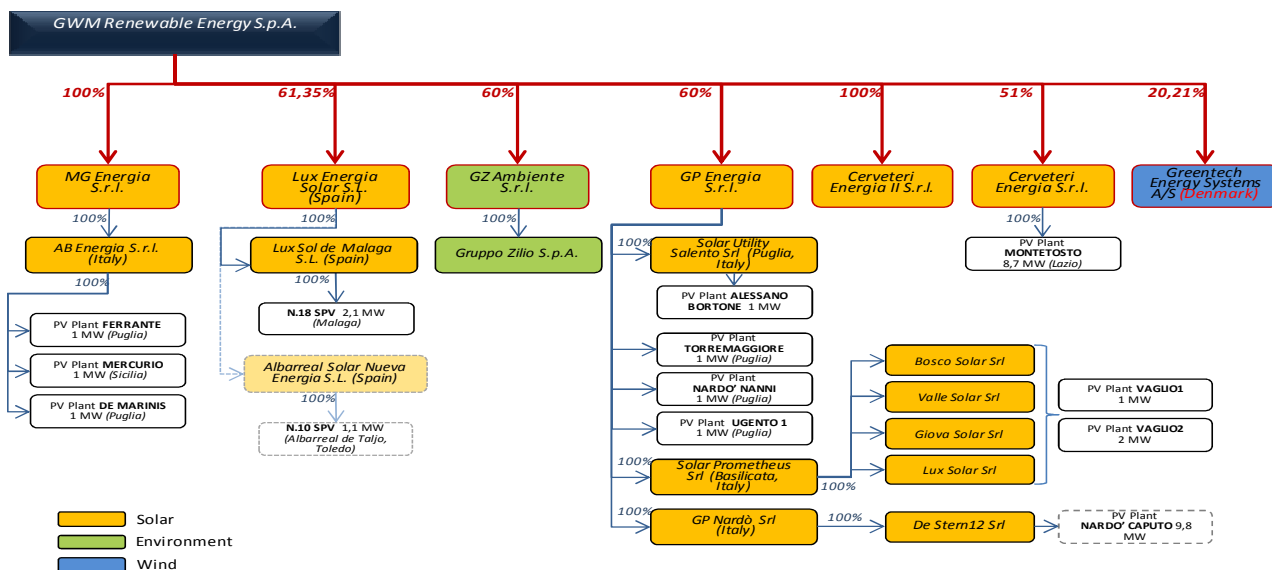 GWM Renewable Energy S.p.A.
100%
61,35%
60%
60%
100%
51%
20,21%
MG Energia
S.r.l.
Lux Energia
Solar S.L.
(Spain)
GZ Ambiente
S.r.l.
GP Energia
S.r.l.
Cerveteri
Energia II S.r.l.
Cerveteri
Energia S.r.l.
Greentech
Energy Systems
A/S (Denmark)
100%
100%
100%
100%
AB Energia S.r.l.
(Italy)
Lux Sol de Malaga
S.L. (Spain)
Gruppo Zilio S.p.A.
100%
Solar Utility
Salento Srl (Puglia,
Italy)
PV Plant
MONTETOSTO
8,7 MW (Lazio)
100%
100%
PV Plant ALESSANO
BORTONE 1 MW
N.18 SPV 2,1 MW
(Malaga)
PV Plant FERRANTE
1 MW (Puglia)
PV Plant
TORREMAGGIORE
1 MW (Puglia)
Bosco Solar Srl
PV Plant MERCURIO
1 MW (Sicilia)
Albarreal Solar Nueva
Energia S.L. (Spain)
PV Plant
NARDO' NANNI
1 MW (Puglia)
Valle Solar Srl
PV Plant VAGLIO1
1 MW
PV Plant DE MARINIS
1 MW (Puglia)
100%
N.10 SPV 1,1 MW
(Albarreal de Taljo,
Toledo)
PV Plant UGENTO 1
1 MW (Puglia)
Giova Solar Srl
PV Plant VAGLIO2
2 MW
100%
Solar Prometheus
Srl (Basilicata,
Italy)
100%
Lux Solar Srl
100%
GP Nardò Srl
(Italy)
100%
De Stern12 Srl
PV Plant
NARDO' CAPUTO 9,8
MW
Solar
Environment
Wind